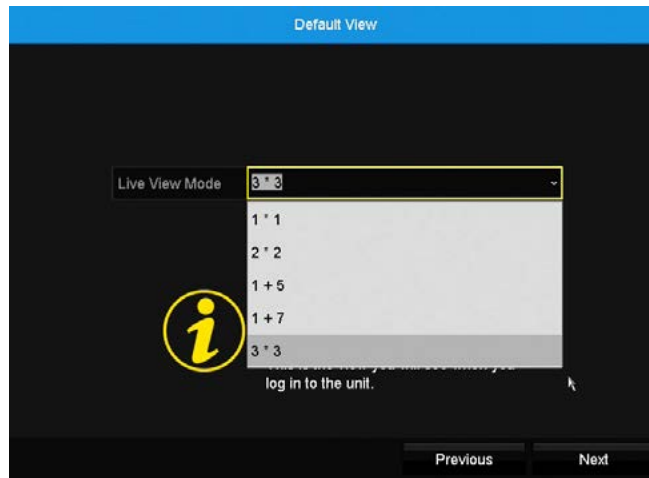 Default View
Live View Mode 3 * 3
1 * 1
2 * 2
1 + 5
1 + 7
3 * 3
log in to the unit.
Previous Next